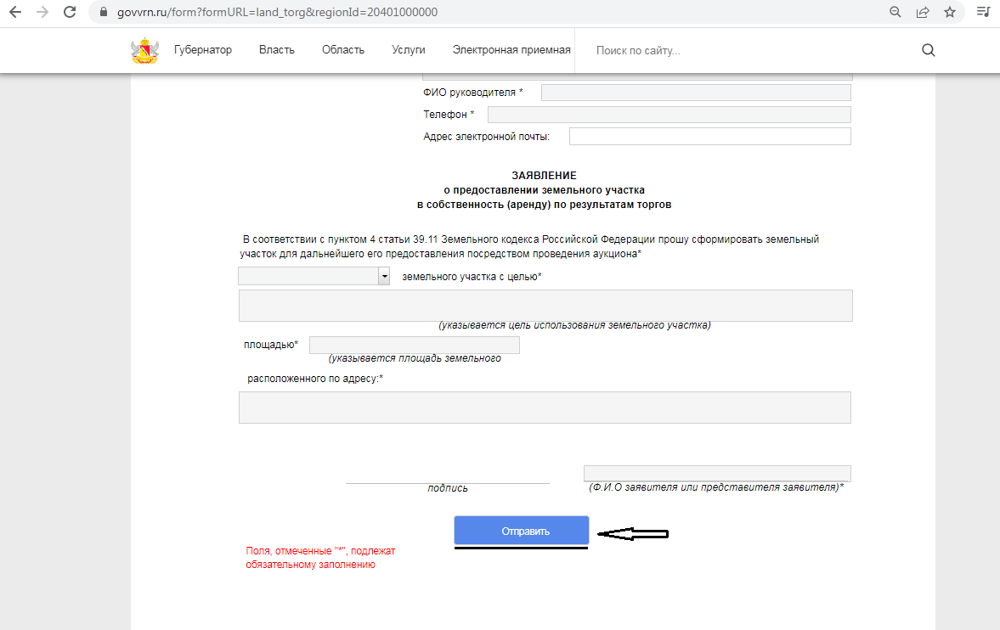 govvrn.ru/form?formURL=land_torg&regionId=20401000000
Губернатор Власть Область Услуги Электронная приемная Поиск по сайту...
ФИО руководителя *
Телефон *
Адрес электронной почты:
ЗАЯВЛЕНИЕ
о предоставлении земельного участка
в собственность (аренду) по результатам торгов
В соответствии с пунктом 4 статьи 39.11 Земельного кодекса Российской Федерации прошу сформировать земельный
участок для дальнейшего его предоставления посредством проведения аукциона*
земельного участка с целью*
(указывается цель использования земельного участка)
площадью*
(указывается площадь земельного
расположенного по адресу:*
подпись (Ф.И.О заявителя или представителя заявителя)*
Отправить
Поля, отмеченные "*", подлежат
обязательному заполнению